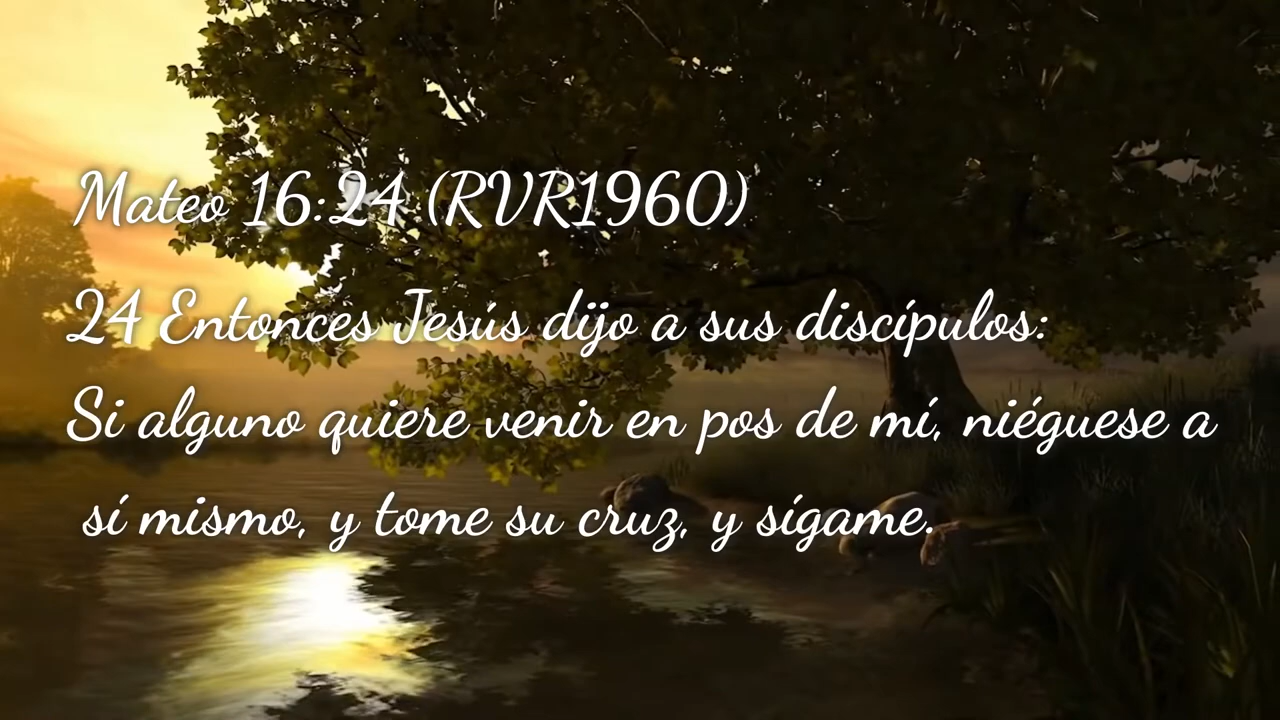 Mateo 16:24 (RVR1960)
24 Entonces Jesús dijo a sus discípulos:
Si alguno quiere venir en pos de mí, niéguese a
sí mismo, y tome su cruz, y sígame.